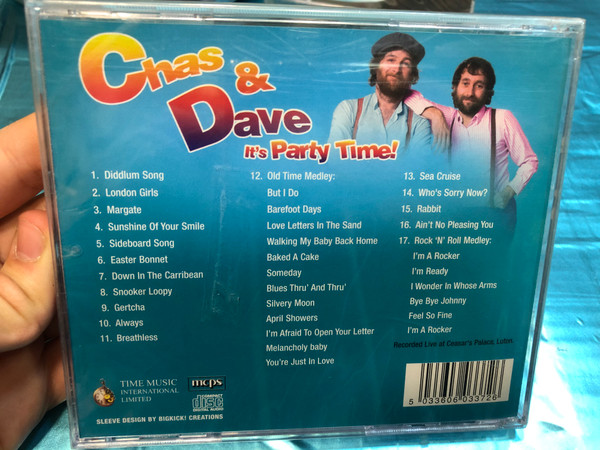 Chas &
Dave
It's Party Time!
1. Diddlum Song
2. London Girls
3. Margate
4. Sunshine Of Your Smile
5. Sideboard Song
6. Easter Bonnet
7. Down In The Carribean
8. Snooker Loopy
9. Gertcha
10. Always
11. Breathless
12. Old Time Medley:
But I Do
Barefoot Days
Love Letters In The Sand
Walking My Baby Back Home
Baked A Cake
Someday
Blues Thru' And Thru'
Silvery Moon
April Showers
I'm Afraid To Open Your Letter
Melancholy baby
You're Just In Love
13. Sea Cruise
14. Who's Sorry Now?
15. Rabbit
16. Ain't No Pleasing You
17. Rock 'N' Roll Medley:
I'm A Rocker
I'm Ready
I Wonder In Whose Arms
Bye Bye Johnny
Feel So Fine
I'm A Rocker
Recorded Live at Ceasar's Palace, Luton.
TIME MUSIC
INTERNATIONAL
LIMITED
mcps
COMPACT
disc
DIGITAL AUDIO
SLEEVE DESIGN BY BIGKICK! CREATIONS
5 033606 033726